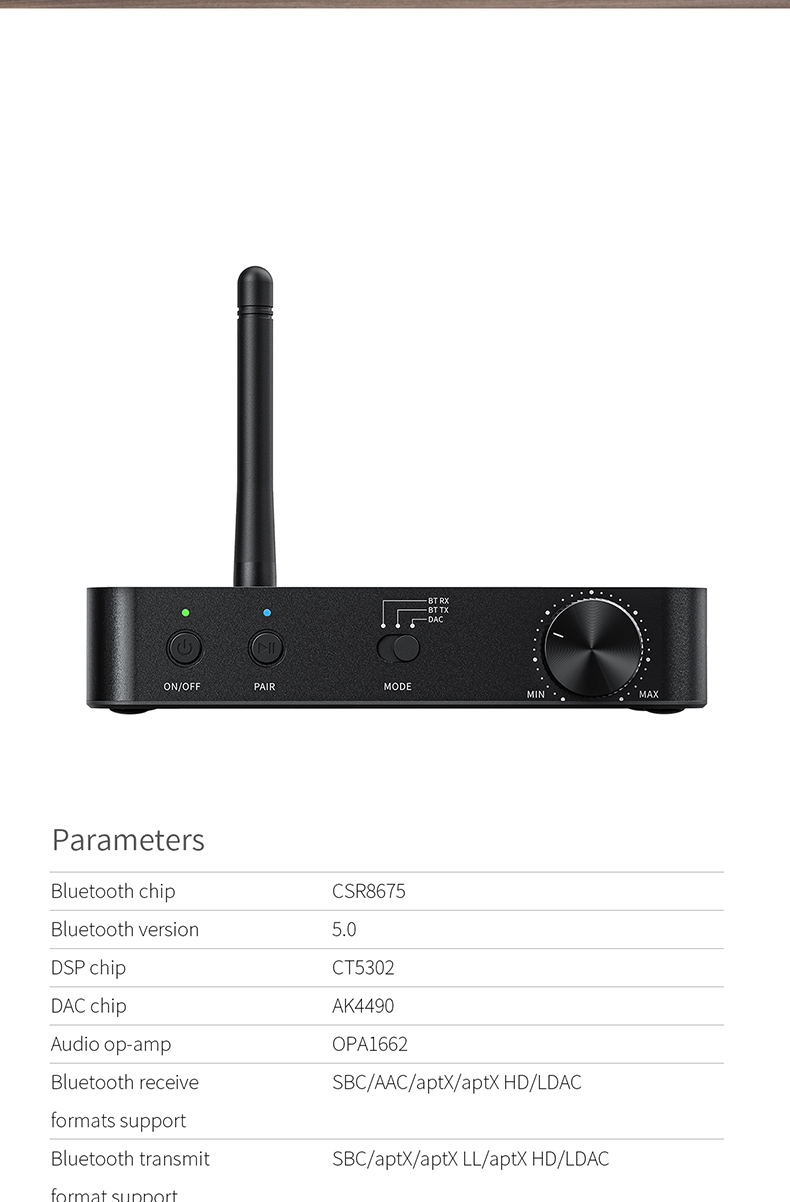 BT RX
BT TX
DAC
ON/OFF
PAIR
MODE
MIN
MAX
Parameters
Bluetooth chip CSR8675
Bluetooth version 5.0
DSP chip CT5302
DAC chip AK4490
Audio op-amp OPA1662
Bluetooth receive SBC/AAC/aptX/aptX HD/LDAC
formats support
Bluetooth transmit SBC/aptX/aptX LL/aptX HD/LDAC
format support